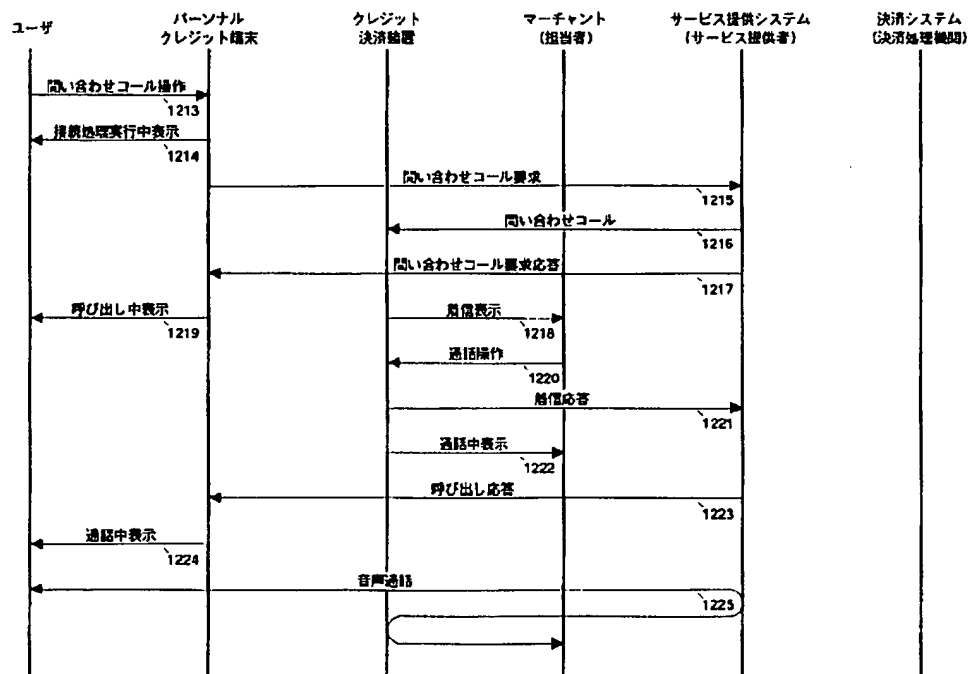 ユーザ
パーソナル
クレジット端末
クレジット
決済装置
マーチャント
(担当者)
サービス提供システム
(サービス提供者)
決済システム
(決済処理機関)
問い合わせコール操作
1213
接続処理実行中表示
1214
問い合わせコール要求
1215
問い合わせコール
1216
問い合わせコール要求応答
1217
呼び出し中表示
1219
着信表示
1218
通話操作
1220
着信応答
1221
通話中表示
1222
呼び出し応答
1223
通話中表示
1224
音声通話
1225